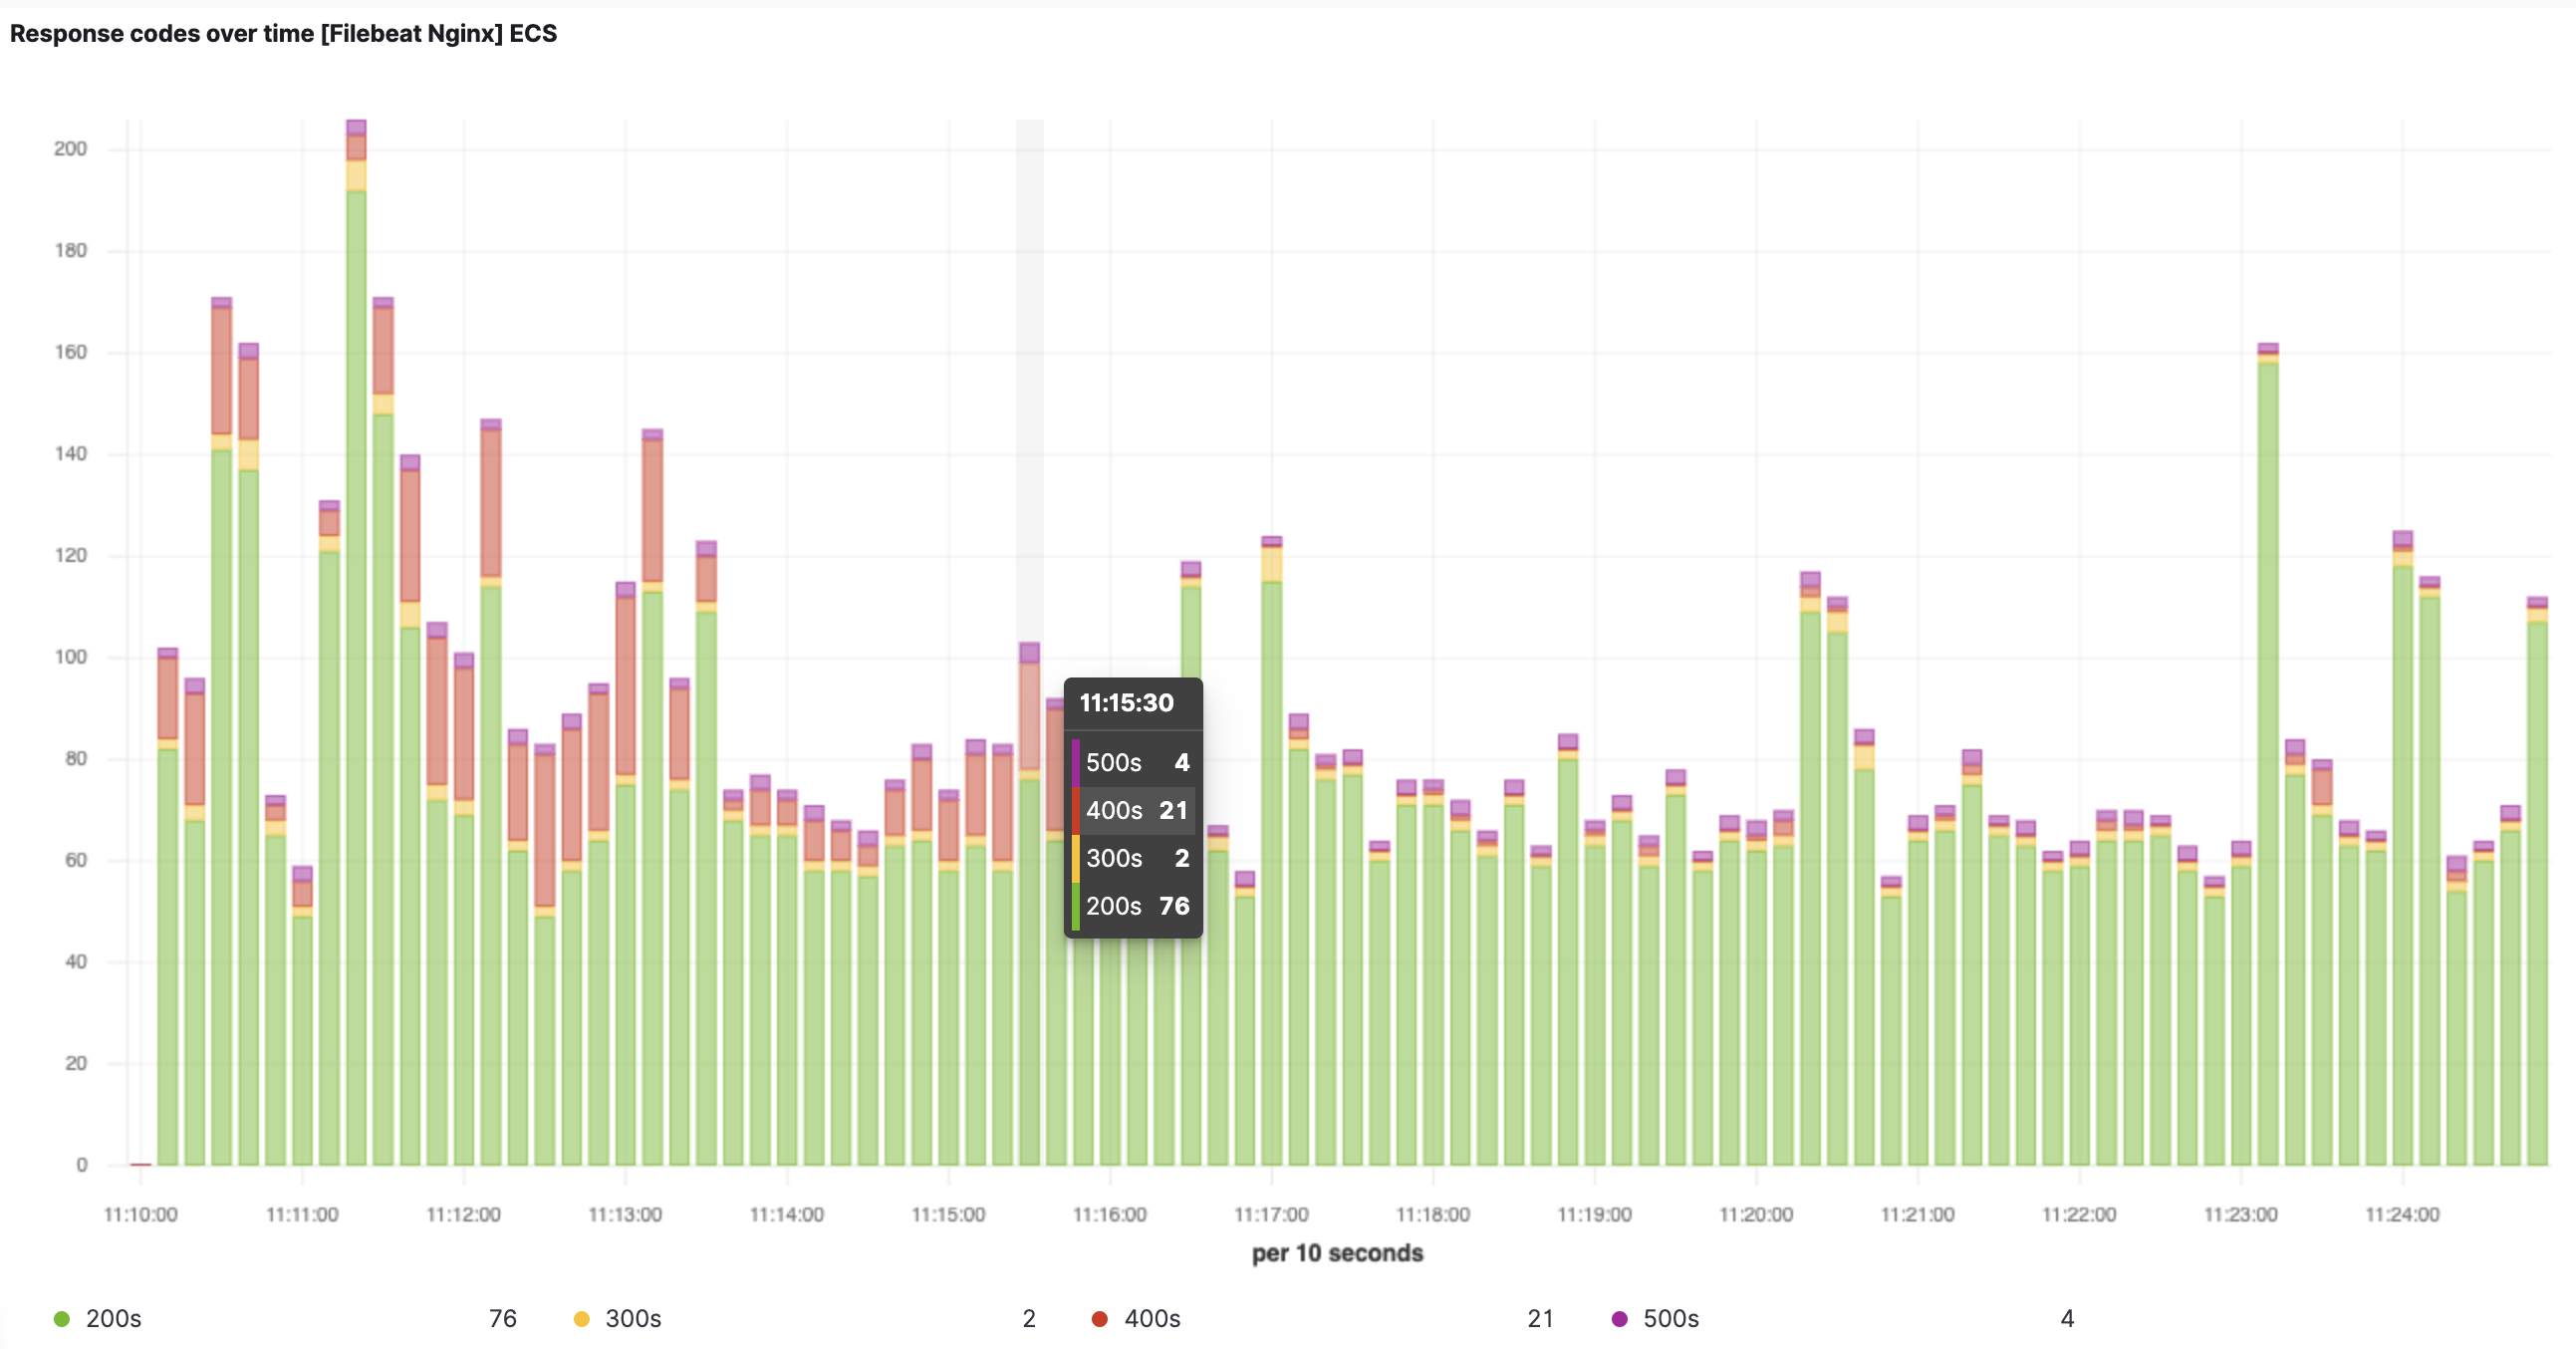 Response codes over time [Filebeat Nginx] ECS
200
180
160
140
120
100
80
60
40
20
0
11:15:30
500s 4
400s 21
300s 2
200s 76
11:10:00 11:11:00 11:12:00 11:13:00 11:14:00 11:15:00 11:16:00 11:17:00 11:18:00 11:19:00 11:20:00 11:21:00 11:22:00 11:23:00 11:24:00
per 10 seconds
200s 76 300s 2 400s 21 500s 4